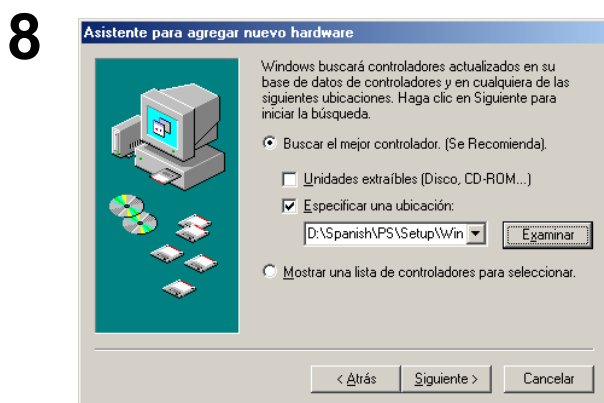 8
Asistente para agregar nuevo hardware
Windows buscará controladores actualizados en su
base de datos de controladores y en cualquiera de las
siguientes ubicaciones. Haga clic en Siguiente para
iniciar la búsqueda.
Buscar el mejor controlador. (Se Recomienda).
Unidades extraíbles (Disco, CD-ROM...)
Especificar una ubicación:
D:\Spanish\PS\Setup\Win
Examinar
Mostrar una lista de controladores para seleccionar.
< Atrás
Siguiente >
Cancelar